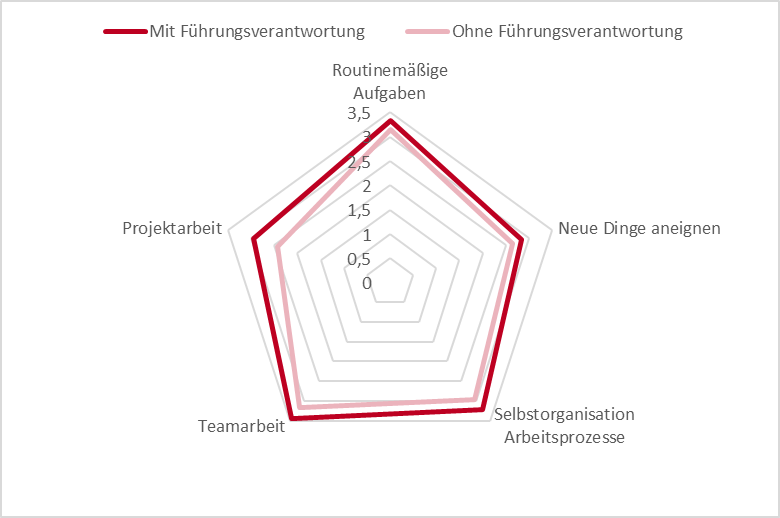 Mit Führungsverantwortung
Ohne Führungsverantwortung
Routinemäßige
Aufgaben
3,5
3
2,5
2
1,5
1
0,5
0
Neue Dinge aneignen
Selbstorganisation
Arbeitsprozesse
Teamarbeit
Projektarbeit